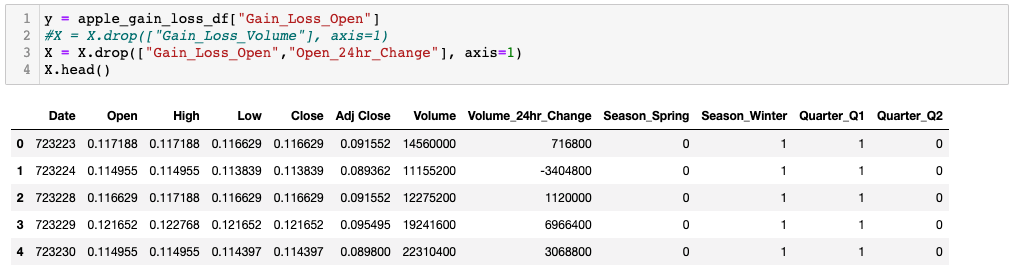 1 y = apple_gain_loss_df["Gain_Loss_Open"]
2 #X = X.drop(["Gain_Loss_Volume"], axis=1)
3 X = X.drop(["Gain_Loss_Open","Open_24hr_Change"], axis=1)
4 X.head()
Date Open High Low Close Adj Close Volume Volume_24hr_Change Season_Spring Season_Winter Quarter_Q1 Quarter_Q2
0 723223 0.117188 0.117188 0.116629 0.116629 0.091552 14560000 716800 0 1 1 0
1 723224 0.114955 0.114955 0.113839 0.113839 0.089362 11155200 -3404800 0 1 1 0
2 723228 0.116629 0.117188 0.116629 0.116629 0.091552 12275200 1120000 0 1 1 0
3 723229 0.121652 0.122768 0.121652 0.121652 0.095495 19241600 6966400 0 1 1 0
4 723230 0.114955 0.114955 0.114397 0.114397 0.089800 22310400 3068800 0 1 1 0